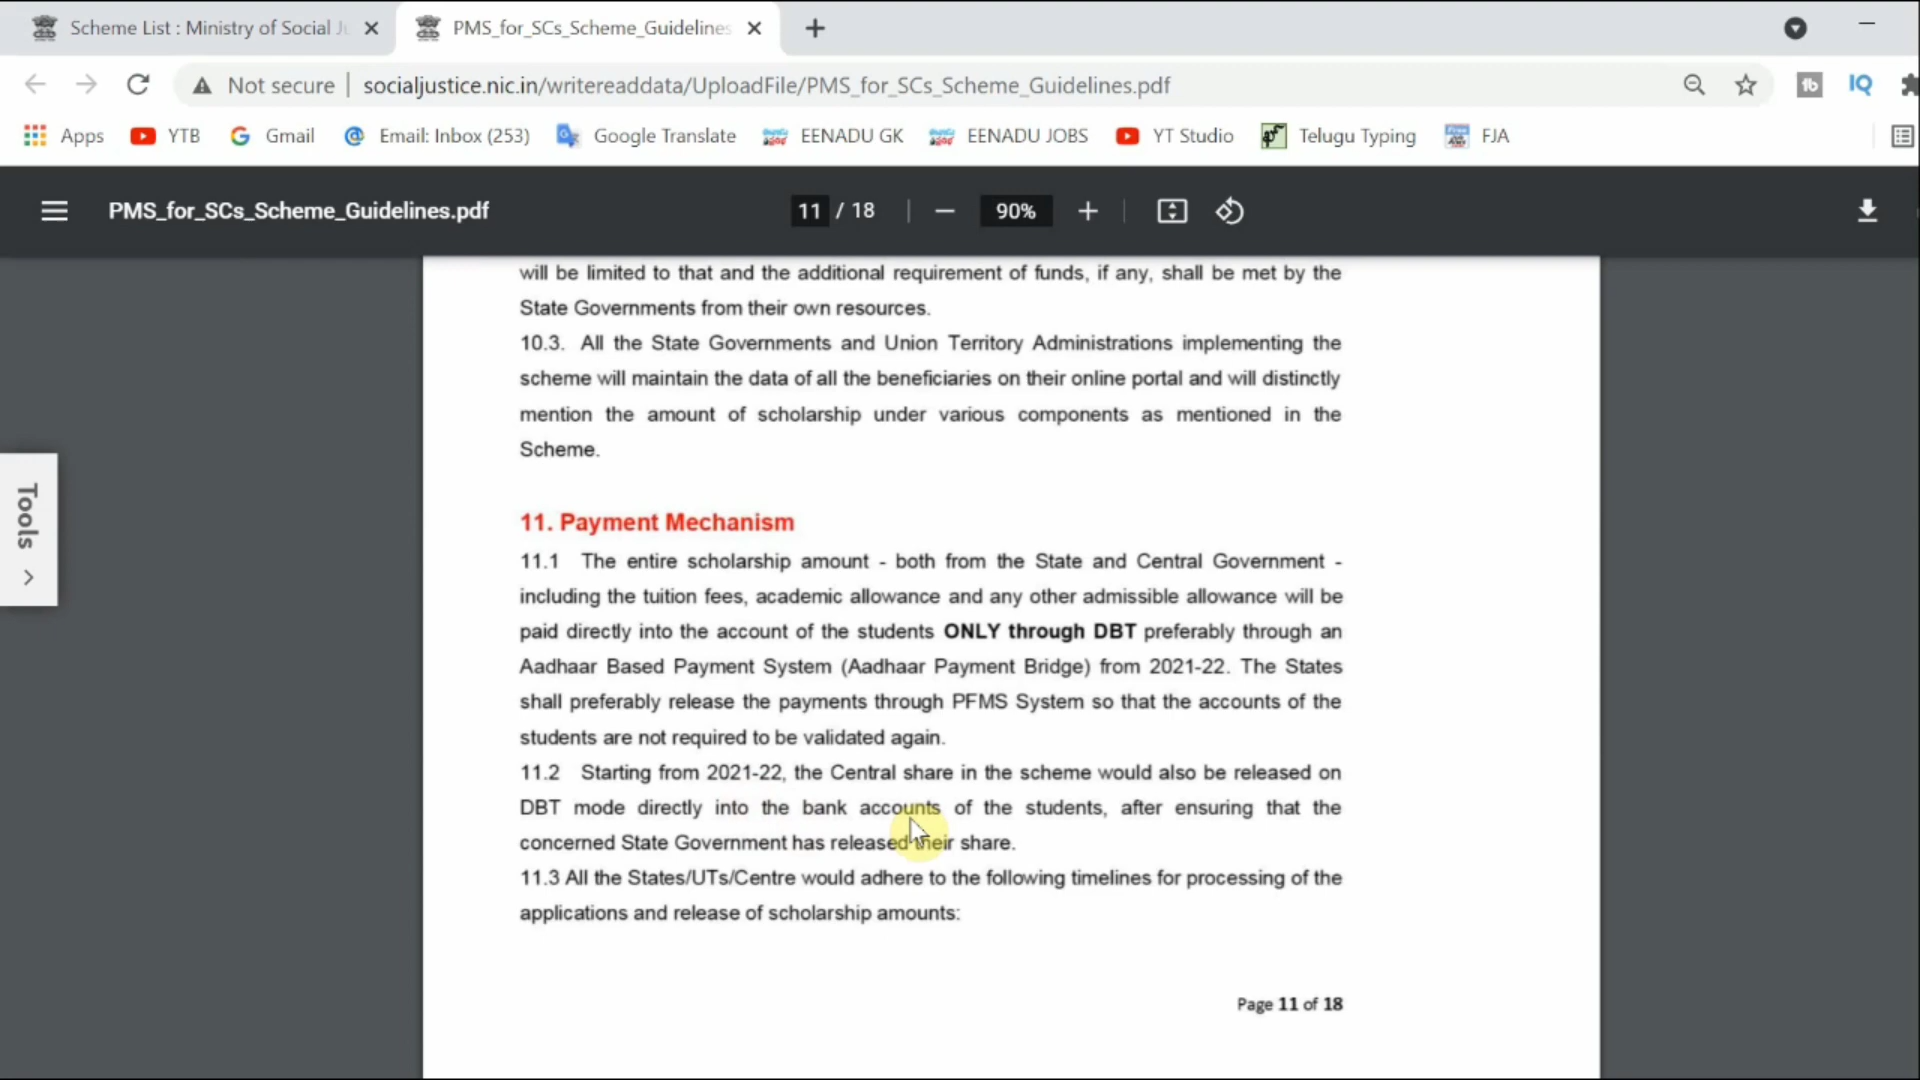 Scheme List : Ministry of Social Ju
PMS_for_SCs_Scheme_Guidelines
Not secure | socialjustice.nic.in/writereaddata/UploadFile/PMS_for_SCs_Scheme_Guidelines.pdf
tb
IQ
Apps YTB Gmail Email: Inbox (253) Google Translate EENADU GK EENADU JOBS YT Studio Telugu Typing FJA
PMS_for_SCs_Scheme_Guidelines.pdf
11 / 18
90%
Tools
will be limited to that and the additional requirement of funds, if any, shall be met by the
State Governments from their own resources.
10.3. All the State Governments and Union Territory Administrations implementing the
scheme will maintain the data of all the beneficiaries on their online portal and will distinctly
mention the amount of scholarship under various components as mentioned in the
Scheme.
11. Payment Mechanism
11.1 The entire scholarship amount - both from the State and Central Government -
including the tuition fees, academic allowance and any other admissible allowance will be
paid directly into the account of the students ONLY through DBT preferably through an
Aadhaar Based Payment System (Aadhaar Payment Bridge) from 2021-22. The States
shall preferably release the payments through PFMS System so that the accounts of the
students are not required to be validated again.
11.2 Starting from 2021-22, the Central share in the scheme would also be released on
DBT mode directly into the bank accounts of the students, after ensuring that the
concerned State Government has released their share.
11.3 All the States/UTs/Centre would adhere to the following timelines for processing of the
applications and release of scholarship amounts:
Page 11 of 18